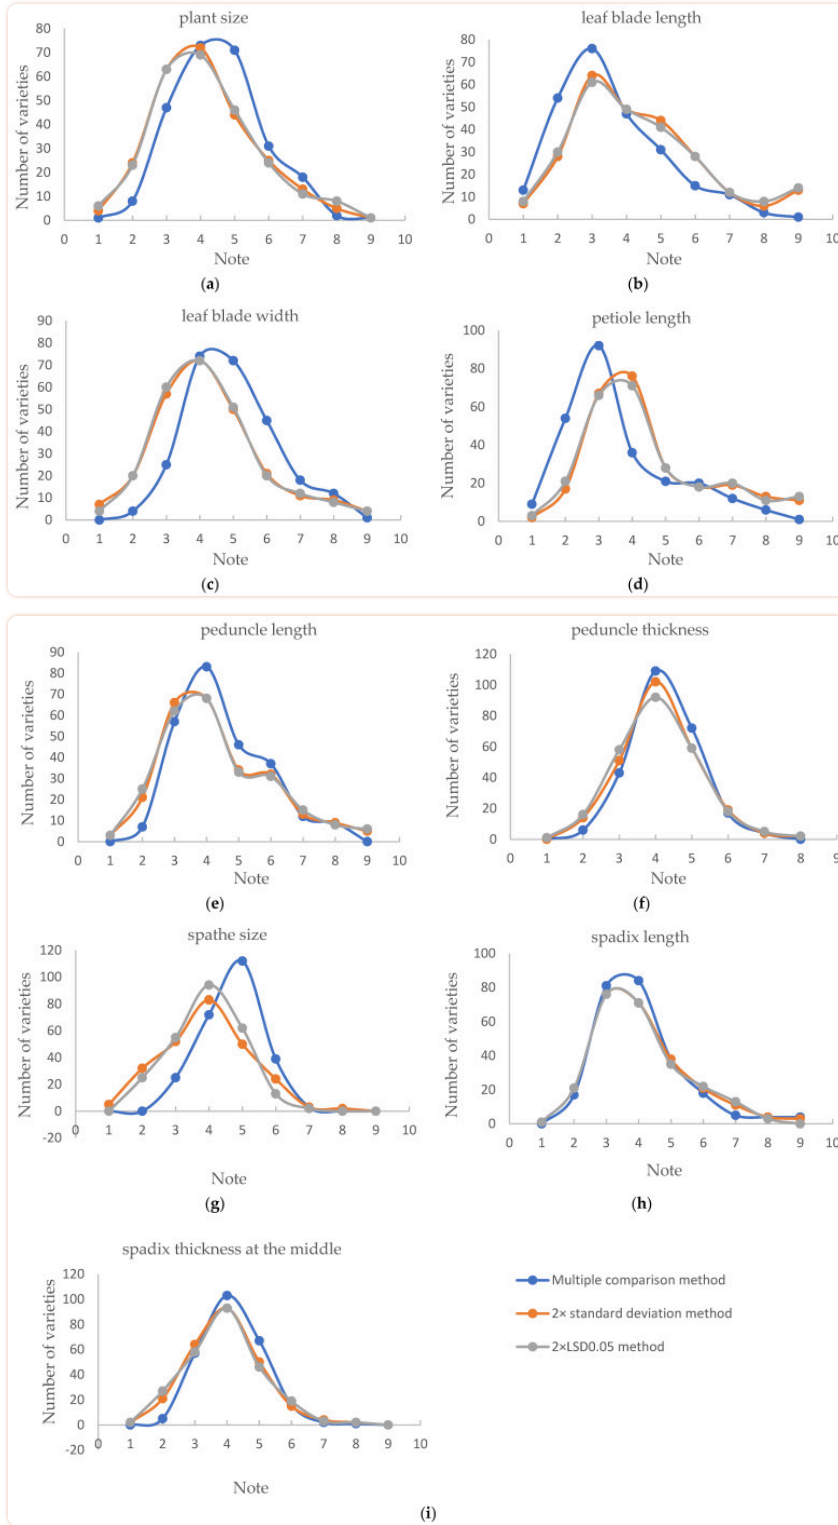 plant size
80
70
60
50
40
30
20
10
0
Number of varieties
0 1 2 3 4 5 6 7 8 9 10
Note
(a)
leaf blade length
80
70
60
50
40
30
20
10
0
Number of varieties
0 1 2 3 4 5 6 7 8 9 10
Note
(b)
leaf blade width
90
80
70
60
50
40
30
20
10
0
Number of varieties
0 1 2 3 4 5 6 7 8 9 10
Note
(c)
petiole length
100
80
60
40
20
0
Number of varieties
0 1 2 3 4 5 6 7 8 9 10
Note
(d)
peduncle length
90
80
70
60
50
40
30
20
10
0
Number of varieties
0 1 2 3 4 5 6 7 8 9 10
Note
(e)
peduncle thickness
120
100
80
60
40
20
0
Number of varieties
0 1 2 3 4 5 6 7 8 9
Note
(f)
spathe size
120
100
80
60
40
20
0
-20
Number of varieties
0 1 2 3 4 5 6 7 8 9 10
Note
(g)
spadix length
100
80
60
40
20
0
Number of varieties
0 1 2 3 4 5 6 7 8 9 10
Note
(h)
spadix thickness at the middle
120
100
80
60
40
20
0
-20
Number of varieties
0 1 2 3 4 5 6 7 8 9 10
Note
Multiple comparison method
2× standard deviation method
2×LSD0.05 method
(i)